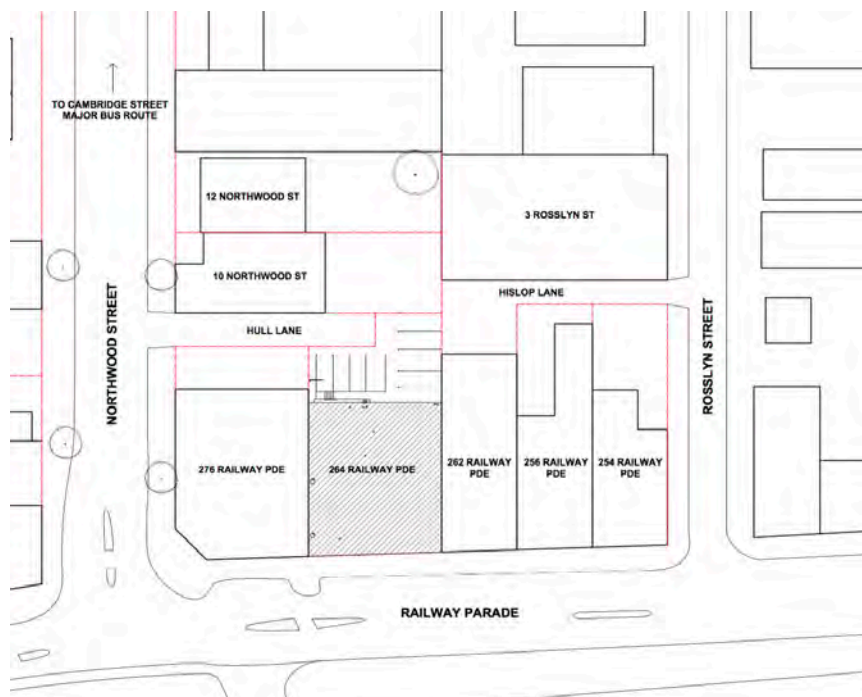 TO CAMBRIDGE STREET
MAJOR BUS ROUTE
12 NORTHWOOD ST
3 ROSSLYN ST
10 NORTHWOOD ST
HISLOP LANE
NORTHWOOD STREET
HULL LANE
ROSSLYN STREET
276 RAILWAY PDE
264 RAILWAY PDE
262 RAILWAY
PDE
256 RAILWAY
PDE
254 RAILWAY
PDE
RAILWAY PARADE